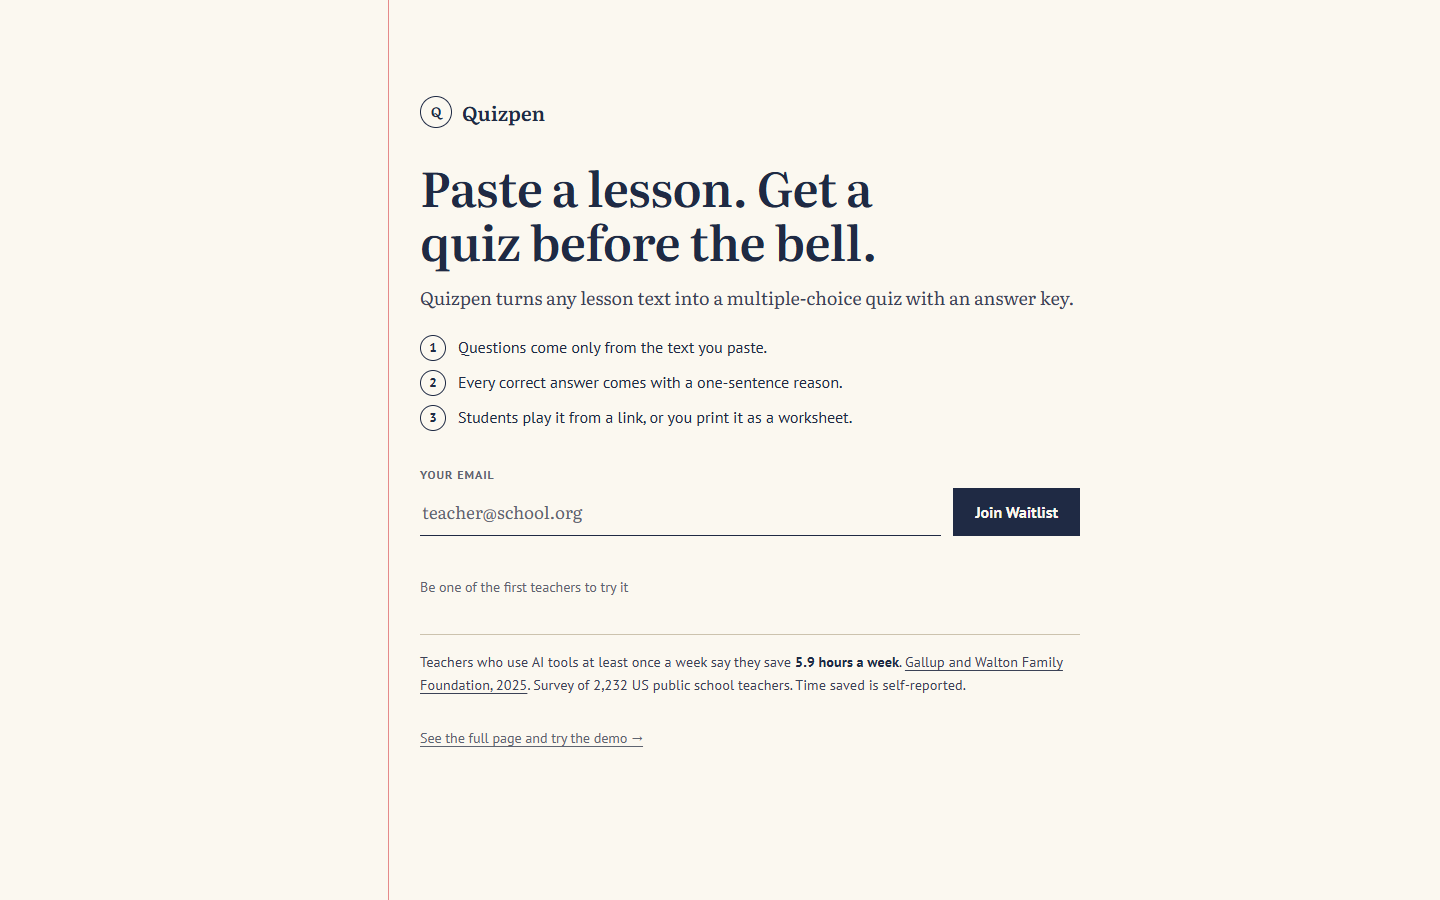 Q Quizpen
Paste a lesson. Get a
quiz before the bell.
Quizpen turns any lesson text into a multiple-choice quiz with an answer key.
1 Questions come only from the text you paste.
2 Every correct answer comes with a one-sentence reason.
3 Students play it from a link, or you print it as a worksheet.
YOUR EMAIL
teacher@school.org
Join Waitlist
Be one of the first teachers to try it
Teachers who use AI tools at least once a week say they save 5.9 hours a week. Gallup and Walton Family
Foundation, 2025. Survey of 2,232 US public school teachers. Time saved is self-reported.
See the full page and try the demo →